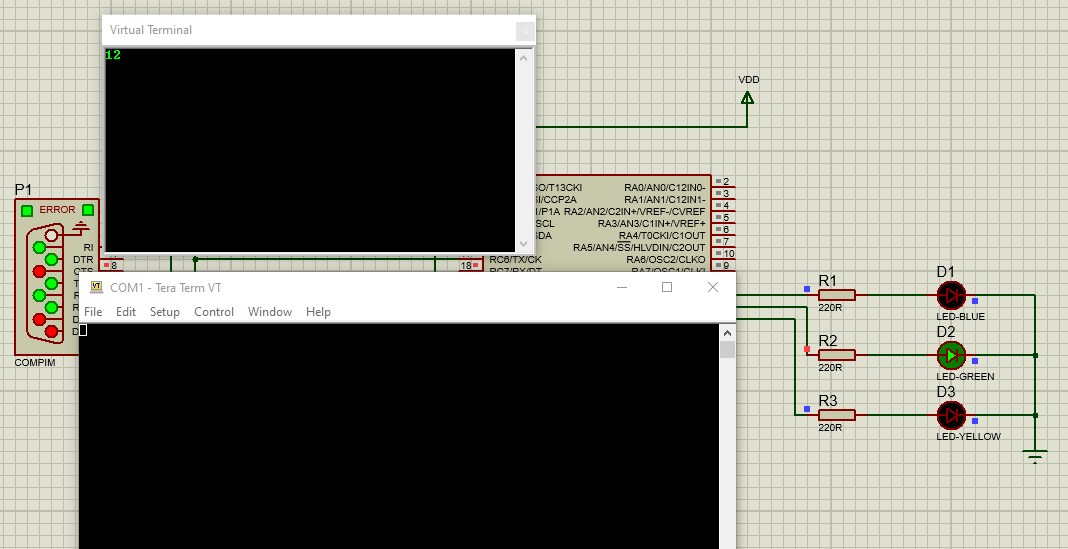 Virtual Terminal
12
VDD
P1
ERROR
RI
DTR
CTS
COMPIM
8
SO/T13CKI
SI/CCP2A
1/P1A
SCL
SDA
RC6/TX/CK
18
RC7/RX/DT
RA0/AN0/C12IN0-
RA1/AN1/C12IN1-
RA2/AN2/C2IN+/VREF-/CVREF
RA3/AN3/C1IN+/VREF+
RA4/T0CKI/C1OUT
RA5/AN4/SS/HLVDIN/C2OUT
RA6/OSC2/CLKO
RA7/OSC1/CLKI
2
3
4
5
6
7
10
9
VT
COM1 - Tera Term VT
File Edit Setup Control Window Help
R1
220R
D1
LED-BLUE
R2
220R
D2
LED-GREEN
R3
220R
D3
LED-YELLOW